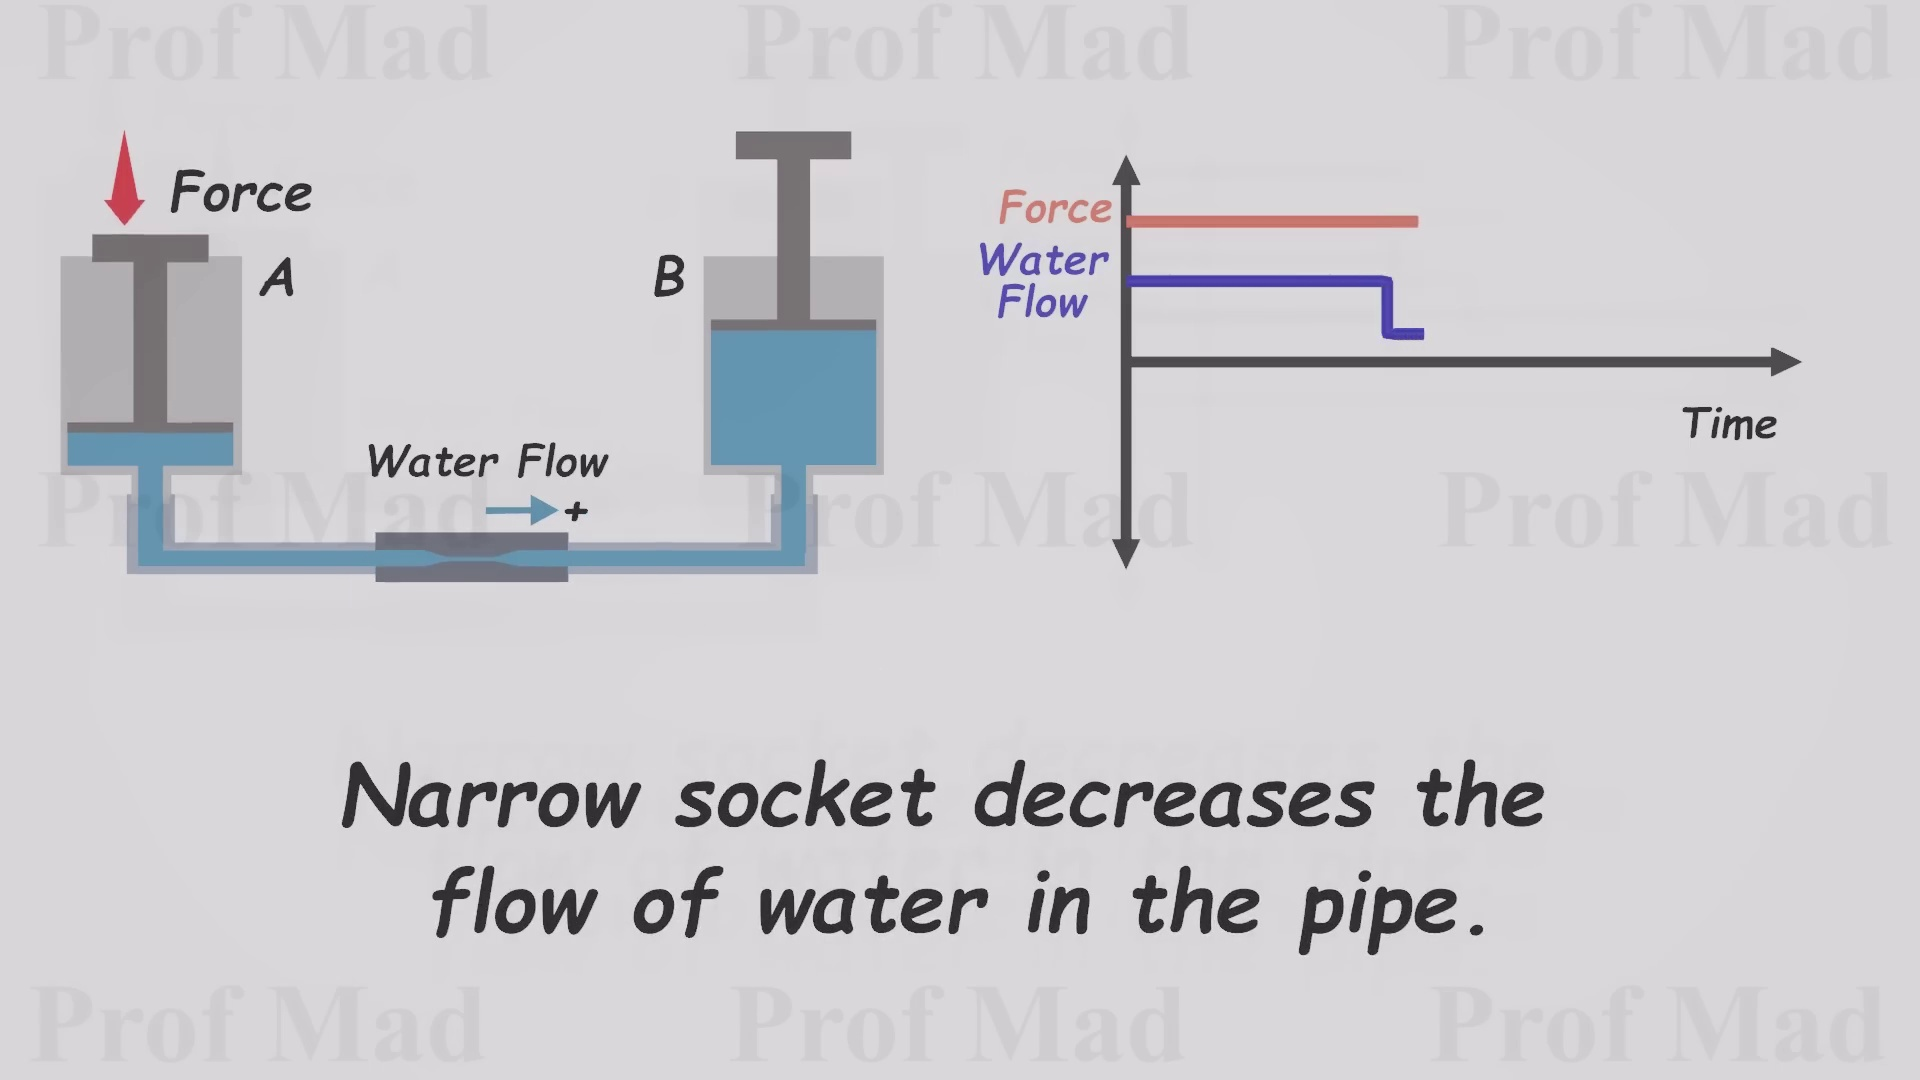 Prof Mad Prof Mad Prof Mad
Force
A
B
Force
Water
Flow
Time
Water Flow
+
Prof Mad Prof Mad Prof Mad
Narrow socket decreases the
flow of water in the pipe.
Prof Mad Prof Mad Prof Mad